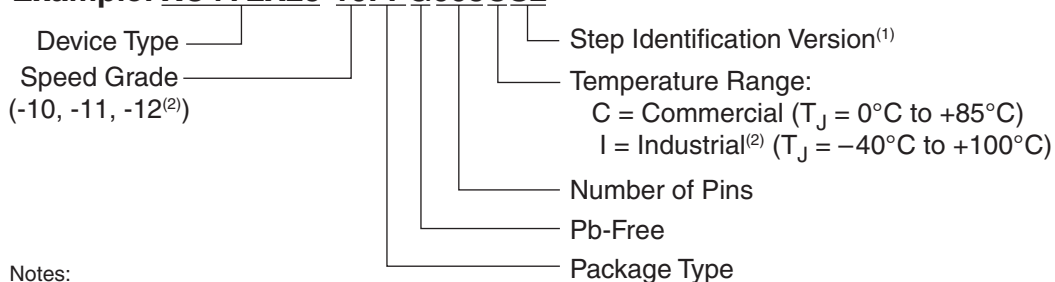 Device Type
Step Identification Version(1)
Speed Grade
(-10, -11, -12(2))
Temperature Range:
C = Commercial (TJ = 0°C to +85°C)
I = Industrial(2) (TJ = −40°C to +100°C)
Number of Pins
Pb-Free
Notes:
Package Type